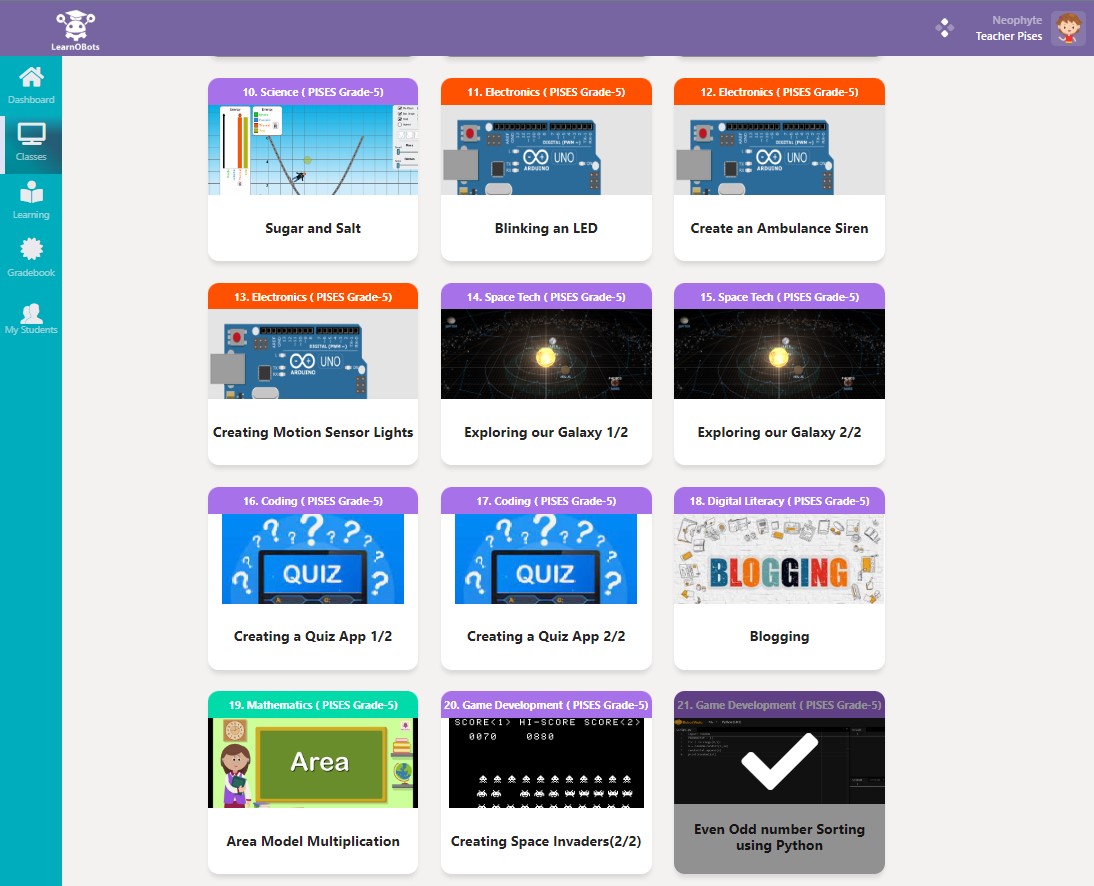 LearnOBots
Neophyte
Teacher Pises
Dashboard
Classes
Learning
Gradebook
My Students
10. Science ( PISES Grade-5)
Sugar and Salt
11. Electronics ( PISES Grade-5)
UNO
ARDUINO
DIGITAL (PWM~)
Blinking an LED
12. Electronics ( PISES Grade-5)
UNO
ARDUINO
DIGITAL (PWM~)
Create an Ambulance Siren
13. Electronics ( PISES Grade-5)
DIGITAL (PWM~)
UNO
ARDUINO
Creating Motion Sensor Lights
14. Space Tech ( PISES Grade-5)
Exploring our Galaxy 1/2
15. Space Tech ( PISES Grade-5)
Exploring our Galaxy 2/2
16. Coding ( PISES Grade-5)
? ? ? ? ? ? ?
QUIZ
A: C:
Creating a Quiz App 1/2
17. Coding ( PISES Grade-5)
? ? ? ? ? ? ?
QUIZ
A: C:
Creating a Quiz App 2/2
18. Digital Literacy ( PISES Grade-5)
BLOGGING
Blogging
19. Mathematics ( PISES Grade-5)
Area
Area Model Multiplication
20. Game Development ( PISES Grade-5)
SCORE<1> HI-SCORE SCORE<2>
0070 0880
Creating Space Invaders(2/2)
21. Game Development ( PISES Grade-5)
Even Odd number Sorting
using Python